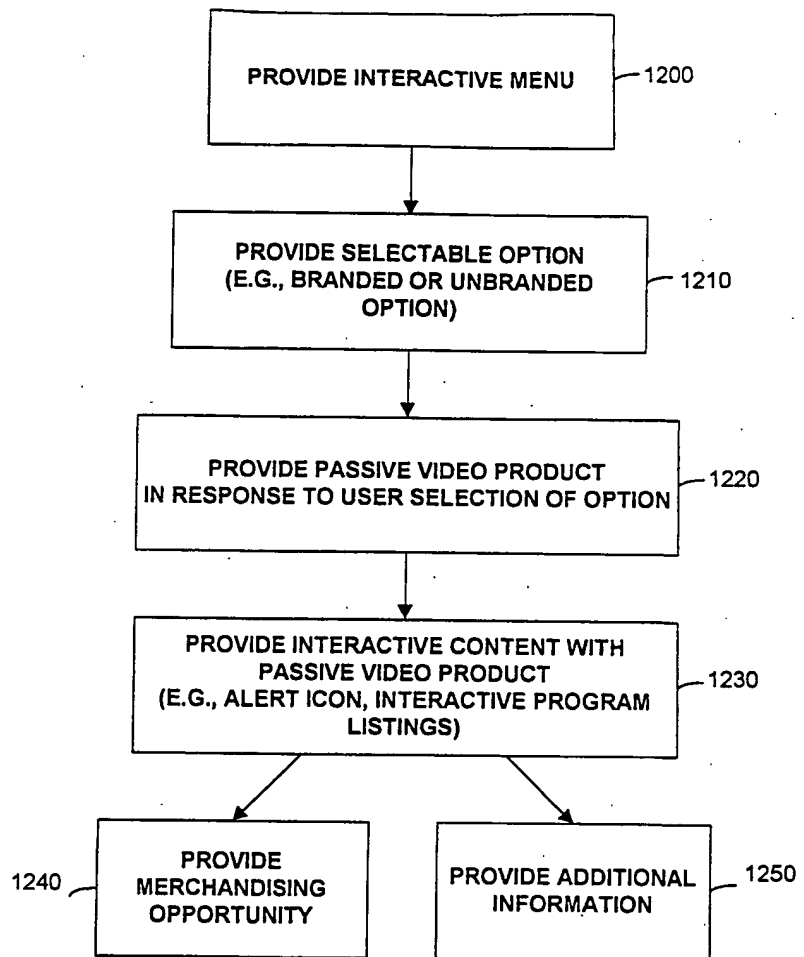 PROVIDE INTERACTIVE MENU
1200
PROVIDE SELECTABLE OPTION
(E.G., BRANDED OR UNBRANDED
OPTION)
1210
PROVIDE PASSIVE VIDEO PRODUCT
IN RESPONSE TO USER SELECTION OF OPTION
1220
PROVIDE INTERACTIVE CONTENT WITH
PASSIVE VIDEO PRODUCT
(E.G., ALERT ICON, INTERACTIVE PROGRAM
LISTINGS)
1230
1240
PROVIDE
MERCHANDISING
OPPORTUNITY
PROVIDE ADDITIONAL
INFORMATION
1250